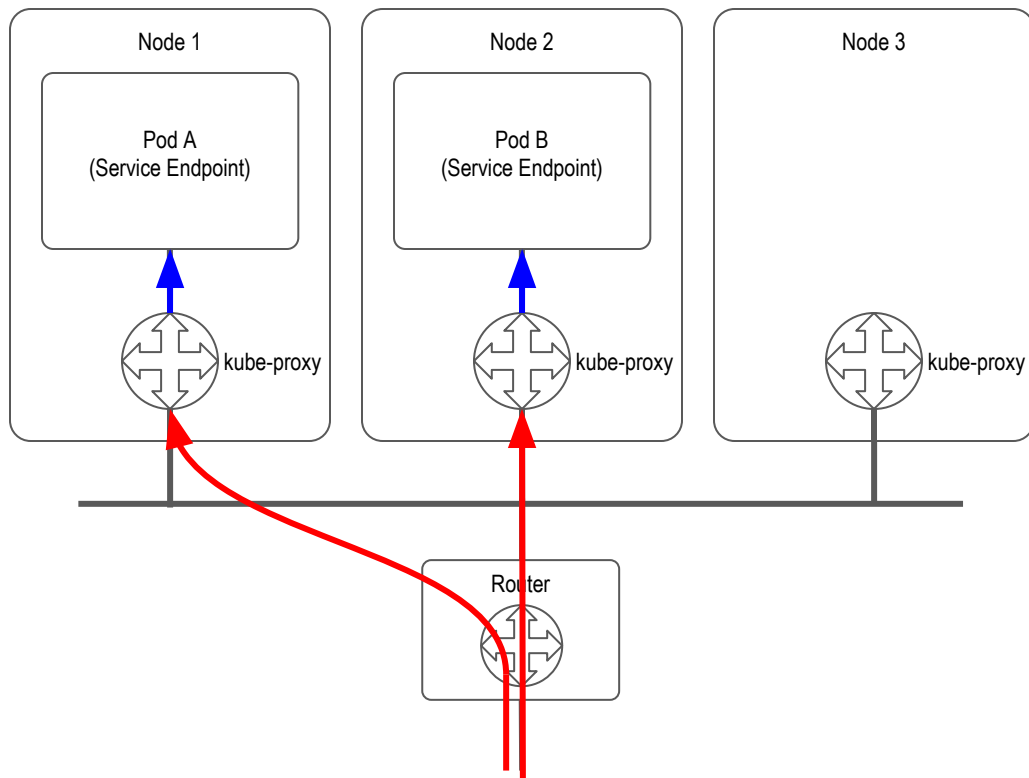 Node 1
Node 2
Node 3
Pod A
(Service Endpoint)
Pod B
(Service Endpoint)
kube-proxy
kube-proxy
kube-proxy
Router